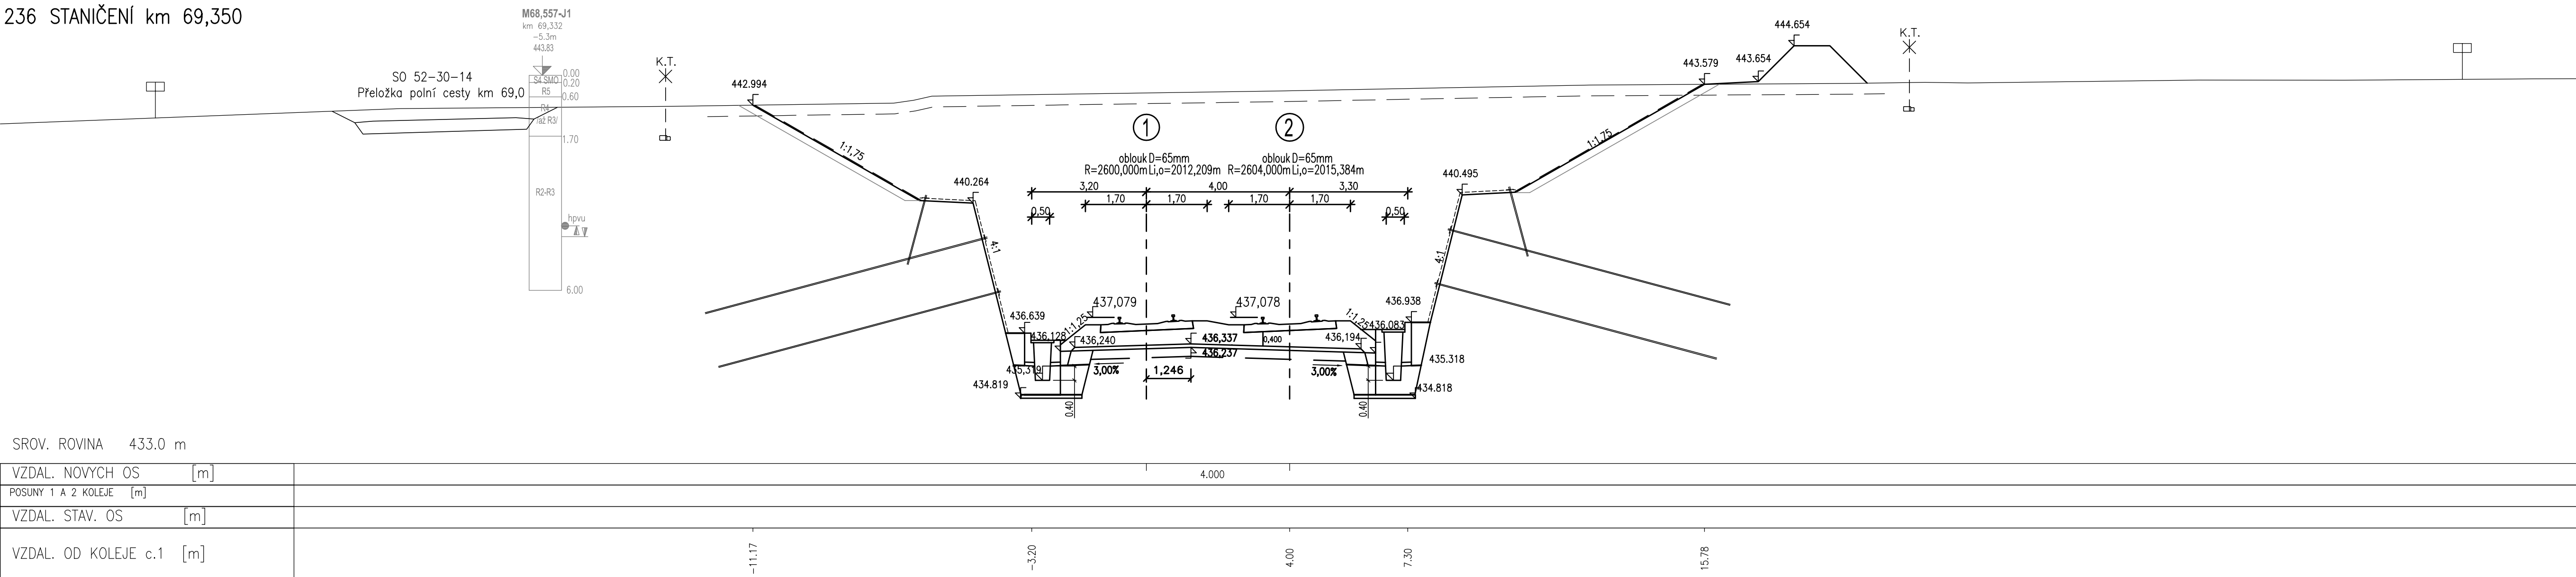 236 STANIČENÍ km 69,350
M68,557-J1
km 69,332
-5.3m
443.83
0.00
S4 SMO
0.20
R5
0.60
R4
/až R3/
1.70
R2-R3
hpvu
6.00
SO 52-30-14
Přeložka polní cesty km 69,0
K.T.
442.994
1:1,75
440.264
4:1
1
2
oblouk D=65mm
R=2600,000m Li,o=2012,209m
oblouk D=65mm
R=2604,000m Li,o=2015,384m
3,20
4,00
3,30
1,70
1,70
1,70
1,70
0,50
0,50
443.579
443.654
444.654
K.T.
1:1,75
440.495
4:1
437,079
437,078
436.639
1:1,25
436.128
436,240
436,337
436,237
0,400
436,194
1:1,25
436.083
436.938
435,319
435.318
3,00%
1,246
3,00%
434.819
434.818
0,40
0,40
SROV. ROVINA 433.0 m
VZDAL. NOVYCH OS [m]
4.000
POSUNY 1 A 2 KOLEJE [m]
VZDAL. STAV. OS [m]
VZDAL. OD KOLEJE c.1 [m]
-11.17
-3.20
4.00
7.30
15.78